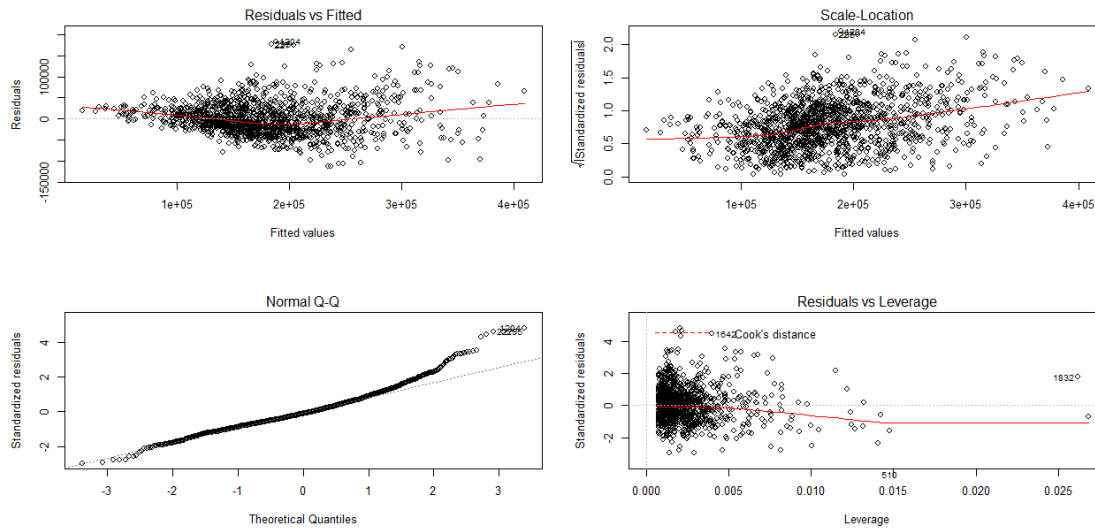 Residuals vs Fitted
Residuals
-150000
0
100000
1e+05
2e+05
3e+05
4e+05
Fitted values
Scale-Location
√|Standardized residuals|
0.0
0.5
1.0
1.5
2.0
1e+05
2e+05
3e+05
4e+05
Fitted values
Normal Q-Q
Standardized residuals
-2
0
2
4
-3
-2
-1
0
1
2
3
Theoretical Quantiles
Residuals vs Leverage
Standardized residuals
-2
0
2
4
1642
Cook's distance
1832
510
0.000
0.005
0.010
0.015
0.020
0.025
Leverage